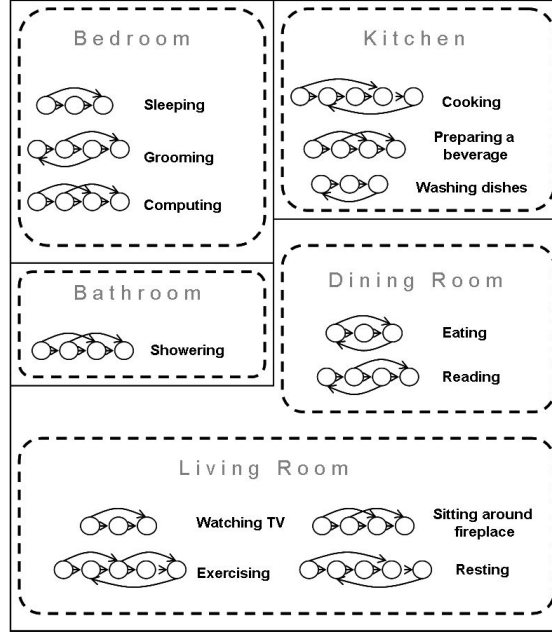 Bedroom
Sleeping
Grooming
Computing
Kitchen
Cooking
Preparing a
beverage
Washing dishes
Bathroom
Showering
Dining Room
Eating
Reading
Living Room
Watching TV
Sitting around
fireplace
Exercising
Resting